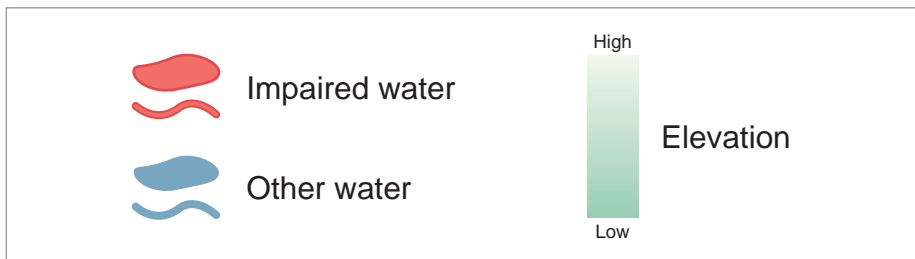 Impaired water
Other water
High
Elevation
Low